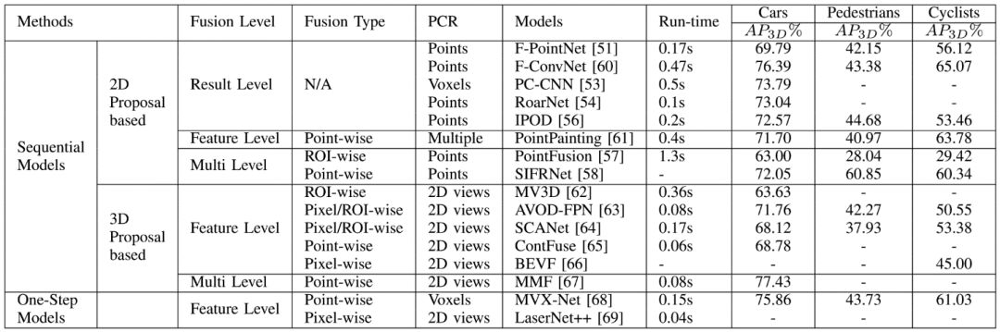 Methods Fusion Level Fusion Type PCR Models Run-time Cars Pedestrians Cyclists
AP3D% AP3D% AP3D%
Sequential Models 2D Proposal based Result Level N/A Points F-PointNet [51] 0.17s 69.79 42.15 56.12
Points F-ConvNet [60] 0.47s 76.39 43.38 65.07
Voxels PC-CNN [53] 0.5s 73.79 - -
Points RoarNet [54] 0.1s 73.04 - -
Points IPOD [56] 0.2s 72.57 44.68 53.46
Feature Level Point-wise Multiple PointPainting [61] 0.4s 71.70 40.97 63.78
Multi Level ROI-wise Points PointFusion [57] 1.3s 63.00 28.04 29.42
Point-wise Points SIFRNet [58] - 72.05 60.85 60.34
3D Proposal based Feature Level ROI-wise 2D views MV3D [62] 0.36s 63.63 - -
Pixel/ROI-wise 2D views AVOD-FPN [63] 0.08s 71.76 42.27 50.55
Pixel/ROI-wise 2D views SCANet [64] 0.17s 68.12 37.93 53.38
Point-wise 2D views ContFuse [65] 0.06s 68.78 - -
Pixel-wise 2D views BEVF [66] - - - 45.00
Multi Level Point-wise 2D views MMF [67] 0.08s 77.43 - -
One-Step Models Feature Level Point-wise Voxels MVX-Net [68] 0.15s 75.86 43.73 61.03
Pixel-wise 2D views LaserNet++ [69] 0.04s - - -